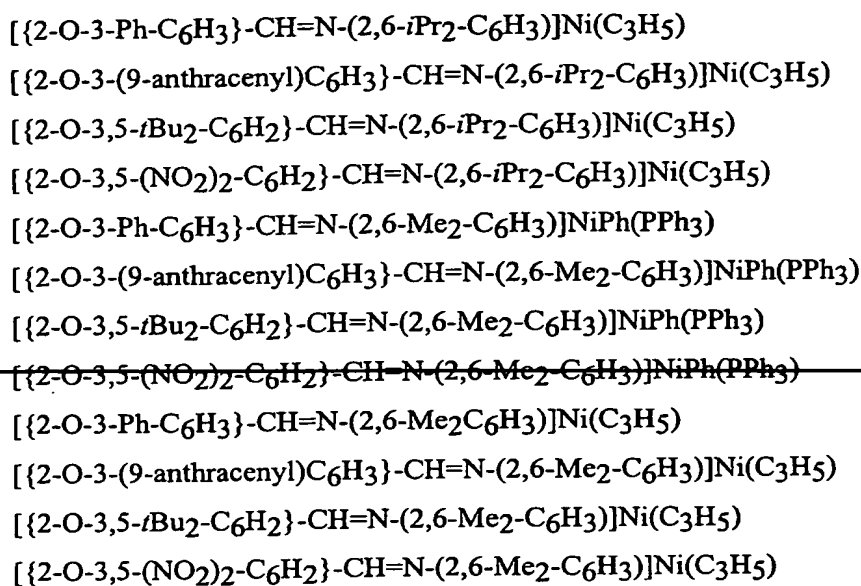 [{2-O-3-Ph-C6H3}-CH=N-(2,6-iPr2-C6H3)]Ni(C3H5)
[{2-O-3-(9-anthracenyl)C6H3}-CH=N-(2,6-iPr2-C6H3)]Ni(C3H5)
[{2-O-3,5-tBu2-C6H2}-CH=N-(2,6-iPr2-C6H3)]Ni(C3H5)
[{2-O-3,5-(NO2)2-C6H2}-CH=N-(2,6-iPr2-C6H3)]Ni(C3H5)
[{2-O-3-Ph-C6H3}-CH=N-(2,6-Me2-C6H3)]NiPh(PPh3)
[{2-O-3-(9-anthracenyl)C6H3}-CH=N-(2,6-Me2-C6H3)]NiPh(PPh3)
[{2-O-3,5-tBu2-C6H2}-CH=N-(2,6-Me2-C6H3)]NiPh(PPh3)
[{2-O-3,5-(NO2)2-C6H2}-CH=N-(2,6-Me2-C6H3)]NiPh(PPh3)
[{2-O-3-Ph-C6H3}-CH=N-(2,6-Me2C6H3)]Ni(C3H5)
[{2-O-3-(9-anthracenyl)C6H3}-CH=N-(2,6-Me2-C6H3)]Ni(C3H5)
[{2-O-3,5-tBu2-C6H2}-CH=N-(2,6-Me2-C6H3)]Ni(C3H5)
[{2-O-3,5-(NO2)2-C6H2}-CH=N-(2,6-Me2-C6H3)]Ni(C3H5)